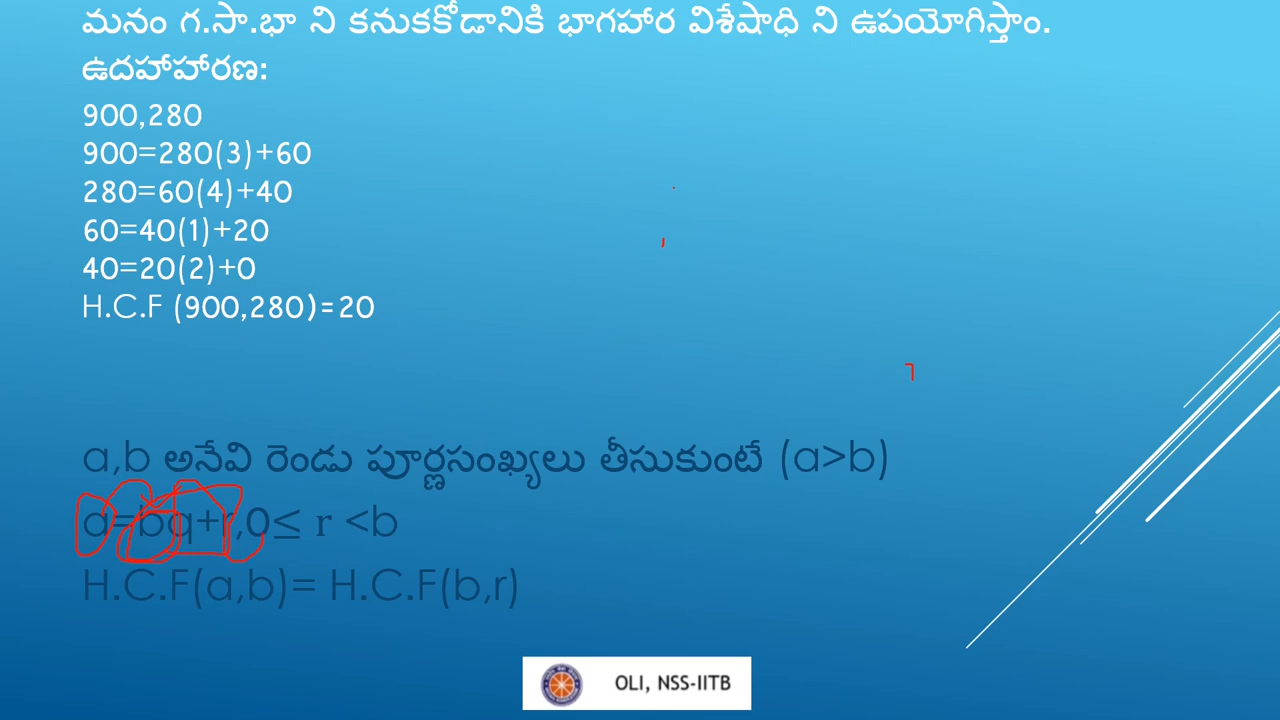 మనం గ.సా.భా ని కనుకకోడానికి భాగహార విశేషాధి ని ఉపయోగిస్తాం.
ఉదహాహారణ:
900,280
900=280(3)+60
280=60(4)+40
60=40(1)+20
40=20(2)+0
H.C.F (900,280)=20
a,b అనేవి రెండు పూర్ణసంఖ్యలు తీసుకుంటే (a>b)
a=bq+r,0≤ r <b
H.C.F(a,b)= H.C.F(b,r)
OLI, NSS-IITB